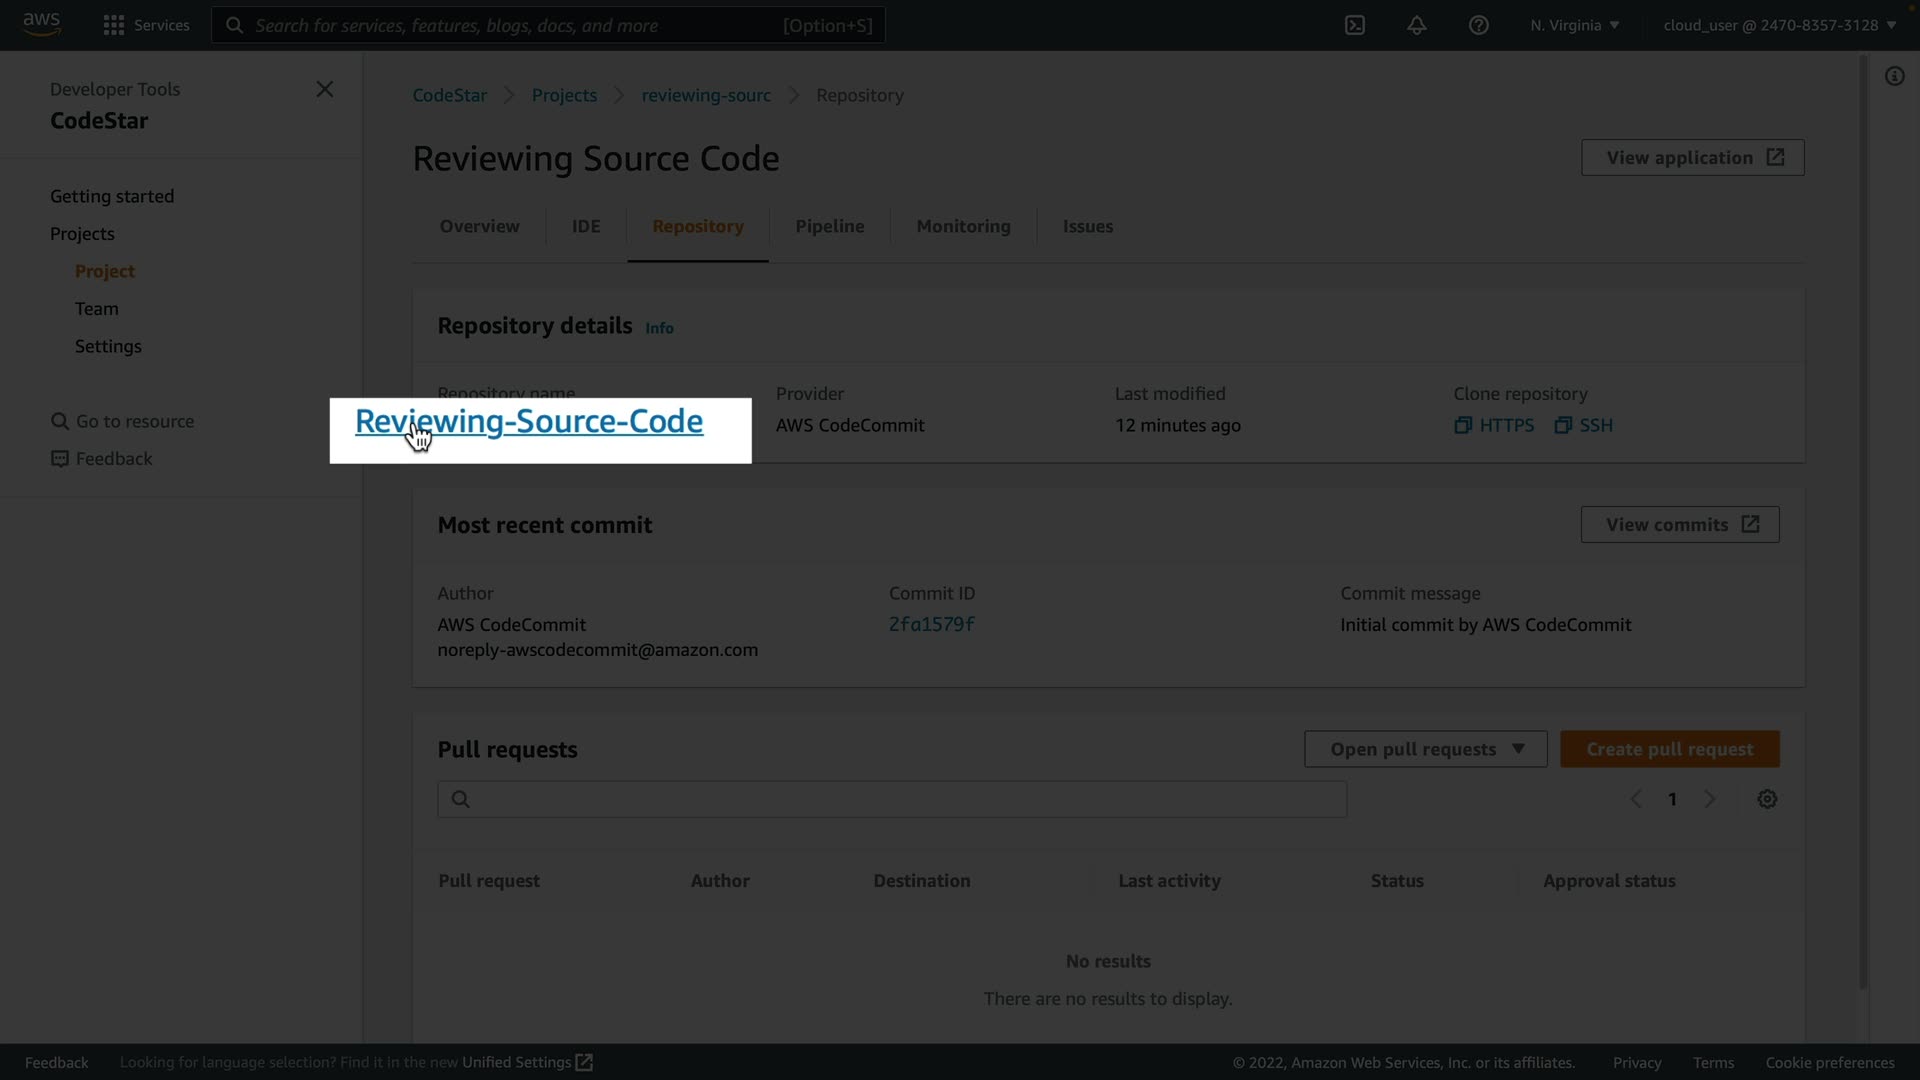 aws
Services
Search for services, features, blogs, docs, and more
[Option+S]
N. Virginia
cloud_user @ 2470-8357-3128
Developer Tools
CodeStar
Getting started
Projects
Project
Team
Settings
Go to resource
Feedback
CodeStar
Projects
reviewing-sourc
Repository
Reviewing Source Code
View application
Overview
IDE
Repository
Pipeline
Monitoring
Issues
Repository details Info
Repository name
Reviewing-Source-Code
Provider
AWS CodeCommit
Last modified
12 minutes ago
Clone repository
HTTPS
SSH
Most recent commit
View commits
Author
AWS CodeCommit
noreply-awscodecommit@amazon.com
Commit ID
2fa1579f
Commit message
Initial commit by AWS CodeCommit
Pull requests
Open pull requests
Create pull request
1
Pull request
Author
Destination
Last activity
Status
Approval status
No results
There are no results to display.
Feedback
Looking for language selection? Find it in the new Unified Settings
© 2022, Amazon Web Services, Inc. or its affiliates.
Privacy
Terms
Cookie preferences